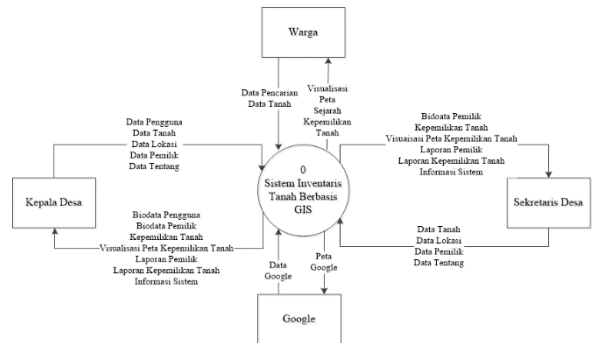 Warga
Data Pencarian
Data Tanah
Visualisasi
Peta
Sejarah
Kepemilikan
Tanah
Data Pengguna
Data Tanah
Data Lokasi
Data Pemilik
Data Tentang
Bidoata Pemilik
Kepemilikan Tanah
Visuaisasi Peta Kepemilikan Tanah
Laporan Pemilik
Laporan Kepemilikan Tanah
Informasi Sistem
0
Sistem Inventaris
Tanah Berbasis
GIS
Kepala Desa
Sekretaris Desa
Biodata Pengguna
Biodata Pemilik
Kepemilikan Tanah
Visualisasi Peta Kepemilikan Tanah
Laporan Pemilik
Laporan Kepemilikan Tanah
Informasi Sistem
Data Tanah
Data Lokasi
Data Pemilik
Data Tentang
Data
Google
Peta
Google
Google